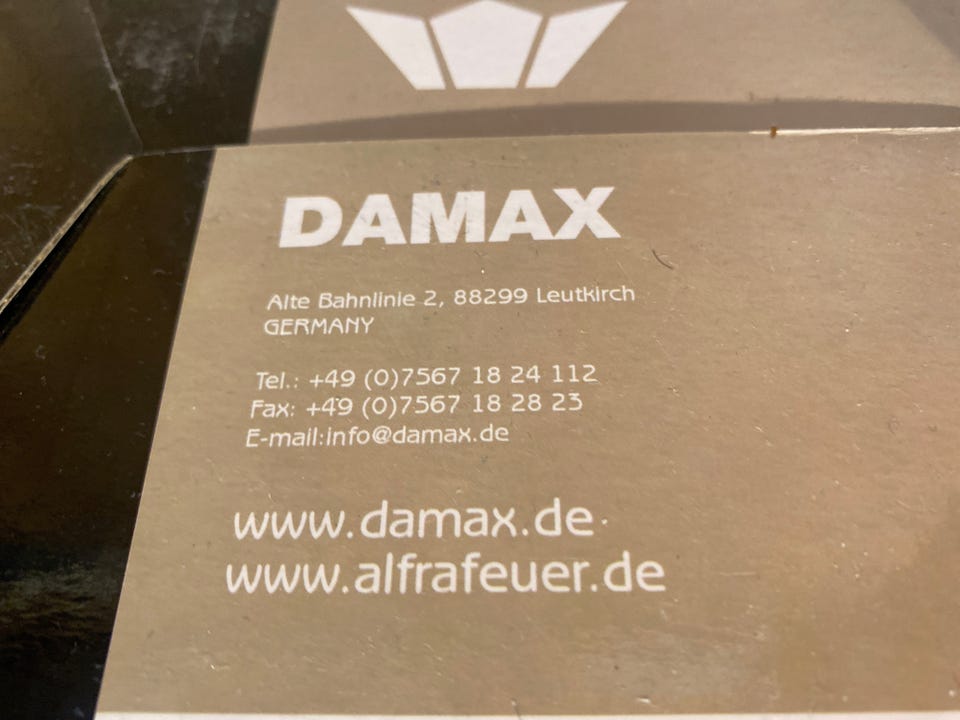 DAMAX
Alte Bahnlinie 2, 88299 Leutkirch
GERMANY
Tel.: +49 (0)7567 18 24 112
Fax: +49 (0)7567 18 28 23
E-mail:info@damax.de
www.damax.de
www.alfrafeuer.de